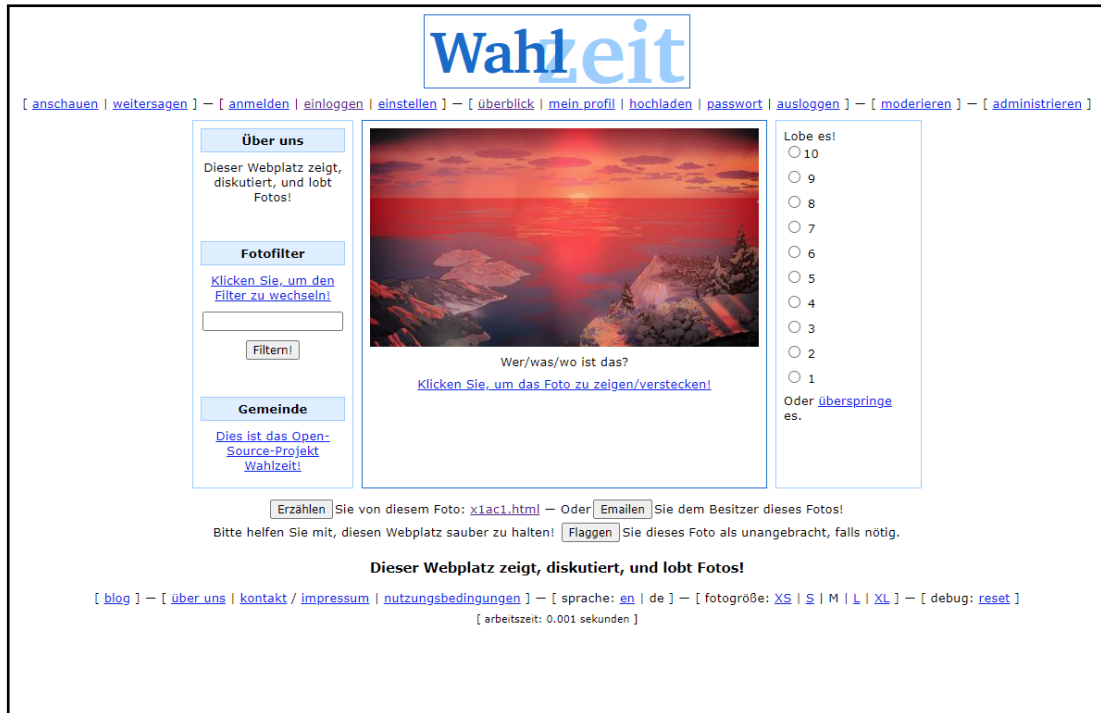 Wahlzeit
[ anschauen | weitersagen ] — [ anmelden | einloggen | einstellen ] — [ überblick | mein profil | hochladen | passwort | ausloggen ] — [ moderieren ] — [ administrieren ]
Über uns
Dieser Webplatz zeigt,
diskutiert, und lobt
Fotos!
Fotofilter
Klicken Sie, um den
Filter zu wechseln!
Filtern!
Gemeinde
Dies ist das Open-
Source-Projekt
Wahlzeit!
Wer/was/wo ist das?
Klicken Sie, um das Foto zu zeigen/verstecken!
Lobe es!
10
9
8
7
6
5
4
3
2
1
Oder überspringe
es.
Erzählen Sie von diesem Foto: x1ac1.html — Oder Emailen Sie dem Besitzer dieses Fotos!
Bitte helfen Sie mit, diesen Webplatz sauber zu halten! Flaggen Sie dieses Foto als unangebracht, falls nötig.
Dieser Webplatz zeigt, diskutiert, und lobt Fotos!
[ blog ] — [ über uns | kontakt / impressum | nutzungsbedingungen ] — [ sprache: en | de ] — [ fotogröße: XS | S | M | L | XL ] — [ debug: reset ]
[ arbeitszeit: 0.001 sekunden ]